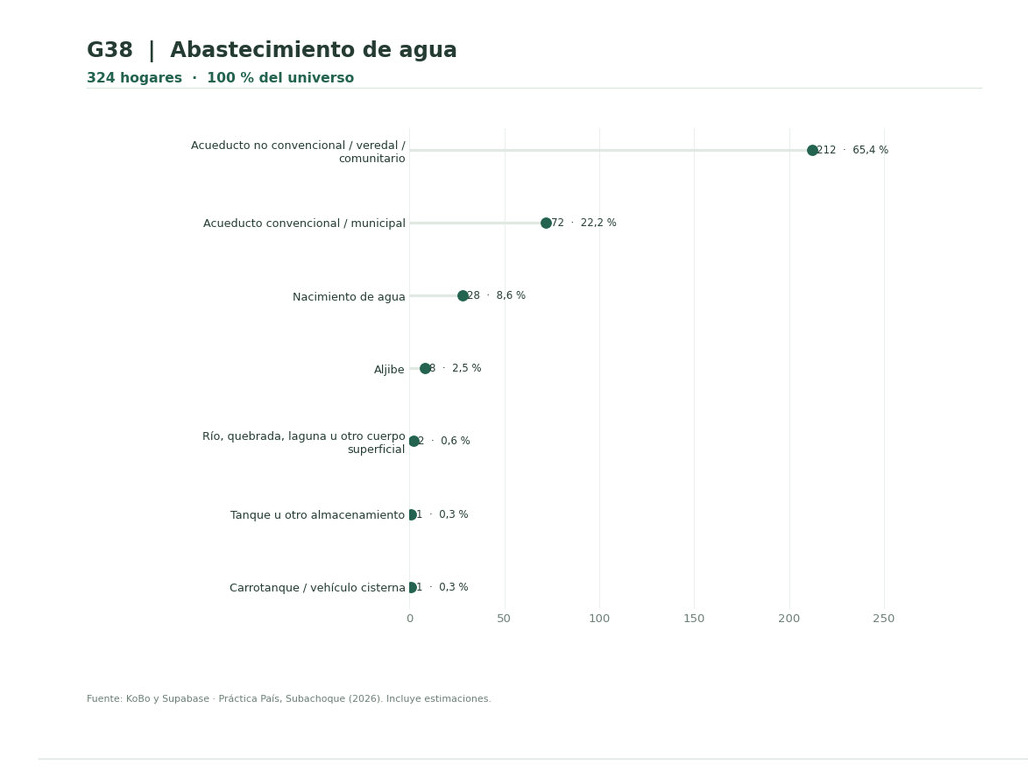 G38 | Abastecimiento de agua
324 hogares · 100 % del universo
Acueducto no convencional / veredal /
comunitario
212 · 65,4 %
Acueducto convencional / municipal
72 · 22,2 %
Nacimiento de agua
28 · 8,6 %
Aljibe
8 · 2,5 %
Río, quebrada, laguna u otro cuerpo
superficial
2 · 0,6 %
Tanque u otro almacenamiento
1 · 0,3 %
Carrotanque / vehículo cisterna
1 · 0,3 %
0 50 100 150 200 250
Fuente: KoBo y Supabase · Práctica País, Subachoque (2026). Incluye estimaciones.